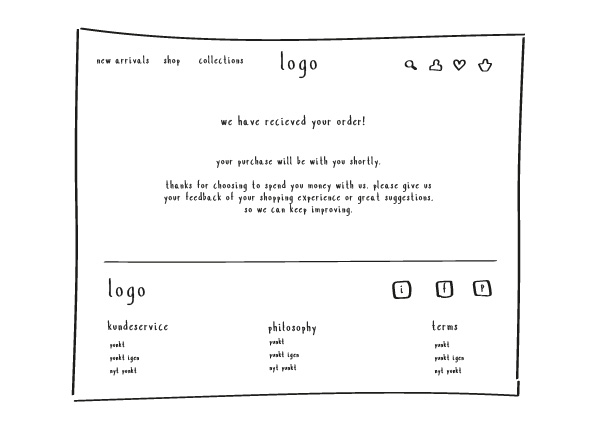 new arrivals shop collections logo
we have recieved your order!
your purchase will be with you shortly.
thanks for choosing to spend you money with us. please give us
your feedback of your shopping experience or great suggestions,
so we can keep improving.
logo i f p
kundeservice philosophy terms
punkt punkt punkt
punkt igen punkt igen punkt igen
nyt punkt nyt punkt nyt punkt